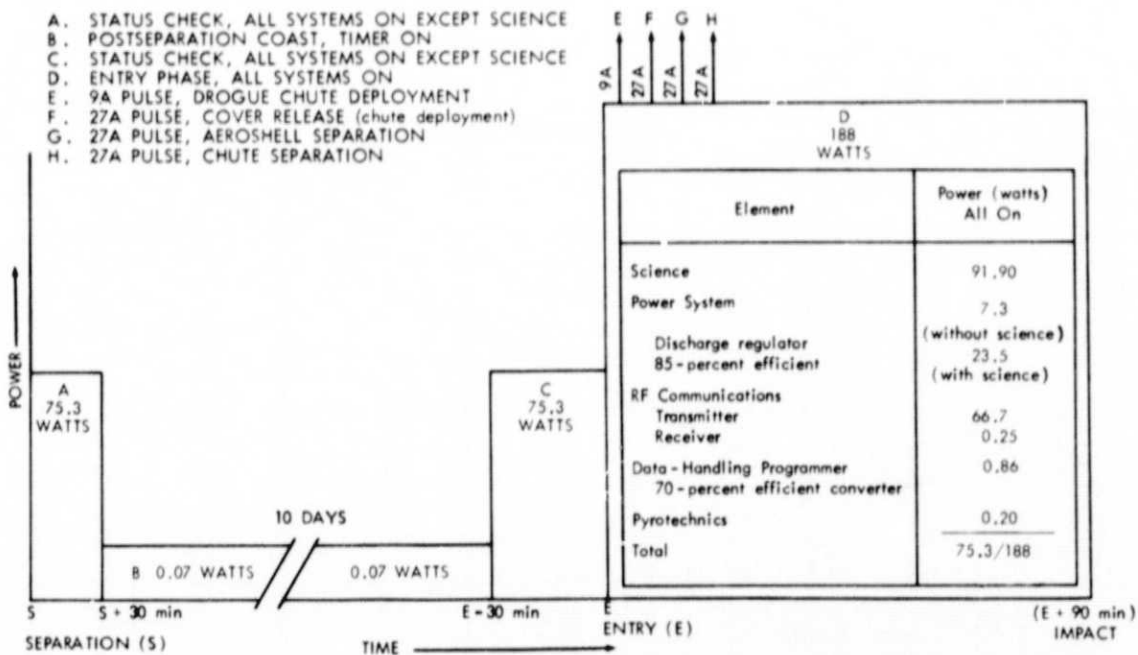 A. STATUS CHECK, ALL SYSTEMS ON EXCEPT SCIENCE
B. POSTSEPARATION COAST, TIMER ON
C. STATUS CHECK, ALL SYSTEMS ON EXCEPT SCIENCE
D. ENTRY PHASE, ALL SYSTEMS ON
E. 9A PULSE, DROGUE CHUTE DEPLOYMENT
F. 27A PULSE, COVER RELEASE (chute deployment)
G. 27A PULSE, AEROSHELL SEPARATION
H. 27A PULSE, CHUTE SEPARATION
E F G H
9A 27A 27A 27A
D
188
WATTS
Element Power (watts)
All On
Science 91.90
Power System 7.3
(without science)
Discharge regulator
85-percent efficient 23.5
(with science)
RF Communications
Transmitter 66.7
Receiver 0.25
Data-Handling Programmer 0.86
70-percent efficient converter
Pyrotechnics 0.20
Total 75.3/188
POWER
A
75.3
WATTS
C
75.3
WATTS
10 DAYS
B 0.07 WATTS 0.07 WATTS
S S + 30 min E - 30 min E (E + 90 min)
SEPARATION (S) TIME ENTRY (E) IMPACT